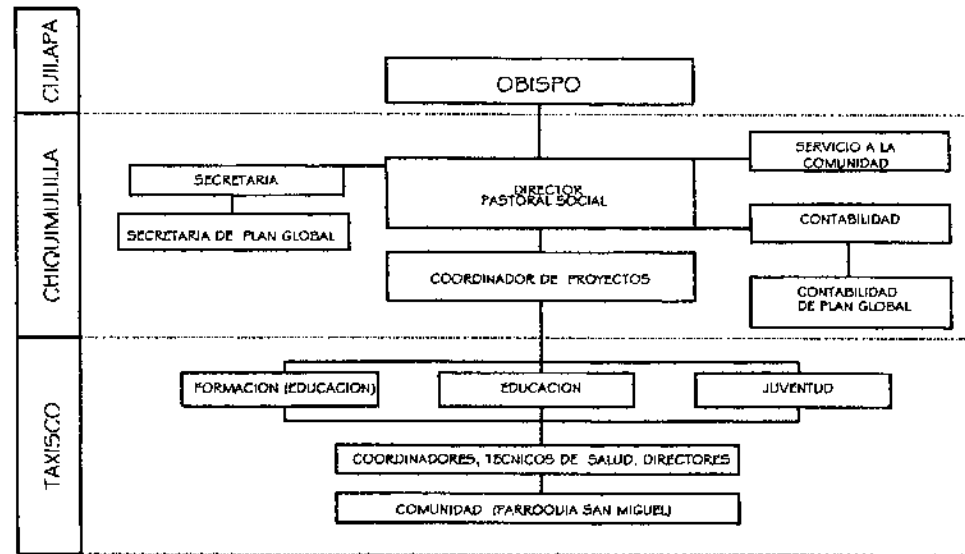 CUILAPA
OBISPO
CHIQUIMULILLA
SERVICIO A LA
COMUNIDAD
SECRETARIA
DIRECTOR
PASTORAL SOCIAL
SECRETARIA DE PLAN GLOBAL
CONTABILIDAD
COORDINADOR DE PROYECTOS
CONTABILIDAD
DE PLAN GLOBAL
TAXISCO
FORMACION (EDUCACION)
EDUCACION
JUVENTUD
COORDINADORES, TECNICOS DE SALUD, DIRECTORES
COMUNIDAD (PARROQUIA SAN MIGUEL)